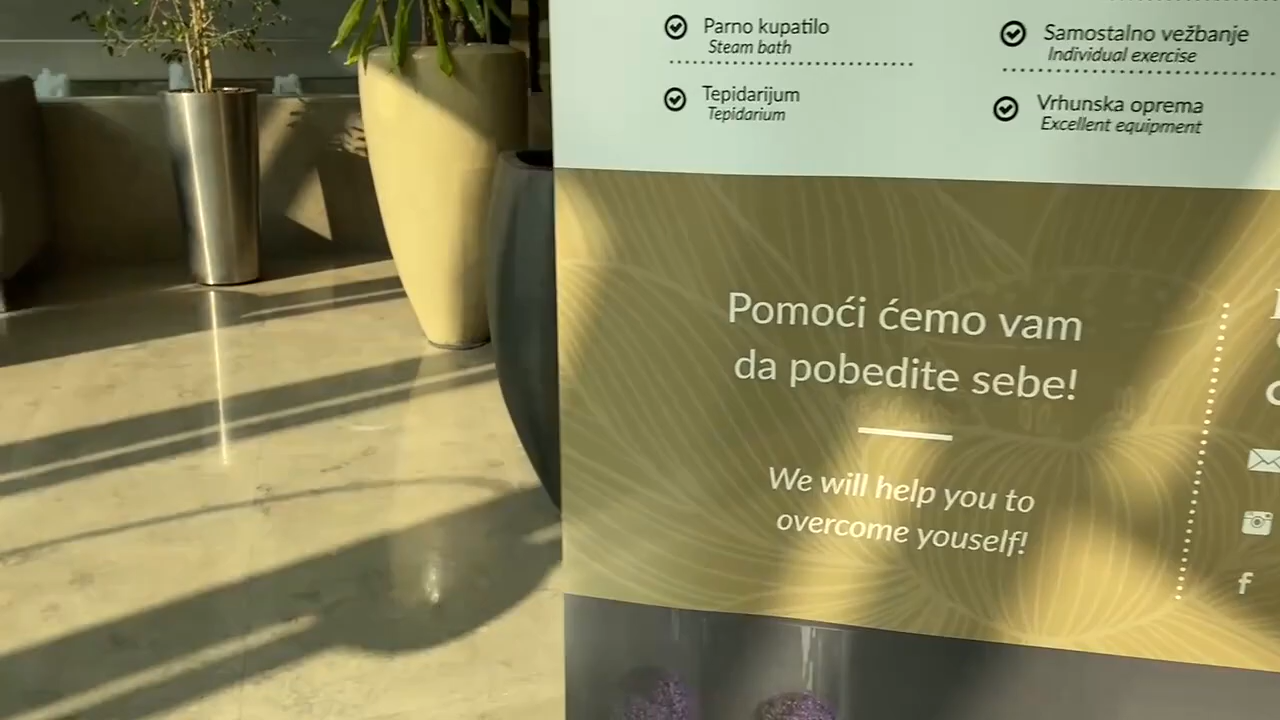 Parno kupatilo
Steam bath
Tepidarijum
Tepidarium
Samostalno vežbanje
Individual exercise
Vrhunska oprema
Excellent equipment
Pomoći ćemo vam
da pobedite sebe!
We will help you to
overcome youself!